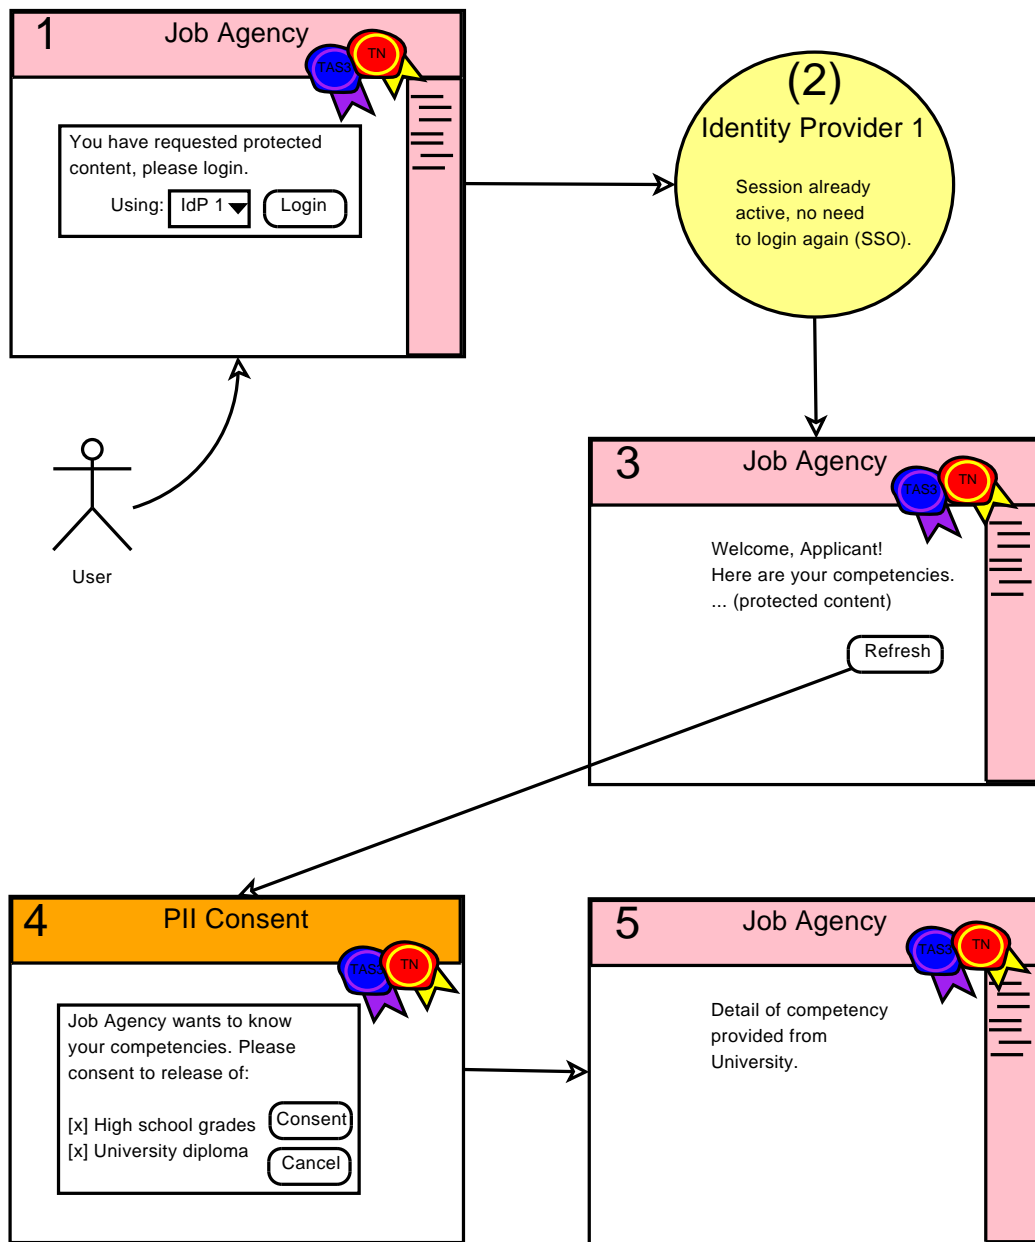 1
Job Agency
TAS3
TN
You have requested protected
content, please login.
Using:
IdP 1
Login
(2)
Identity Provider 1
Session already
active, no need
to login again (SSO).
User
3
Job Agency
TAS3
TN
Welcome, Applicant!
Here are your competencies.
... (protected content)
Refresh
4
PII Consent
TAS3
TN
Job Agency wants to know
your competencies. Please
consent to release of:
[x] High school grades
[x] University diploma
Consent
Cancel
5
Job Agency
TAS3
TN
Detail of competency
provided from
University.